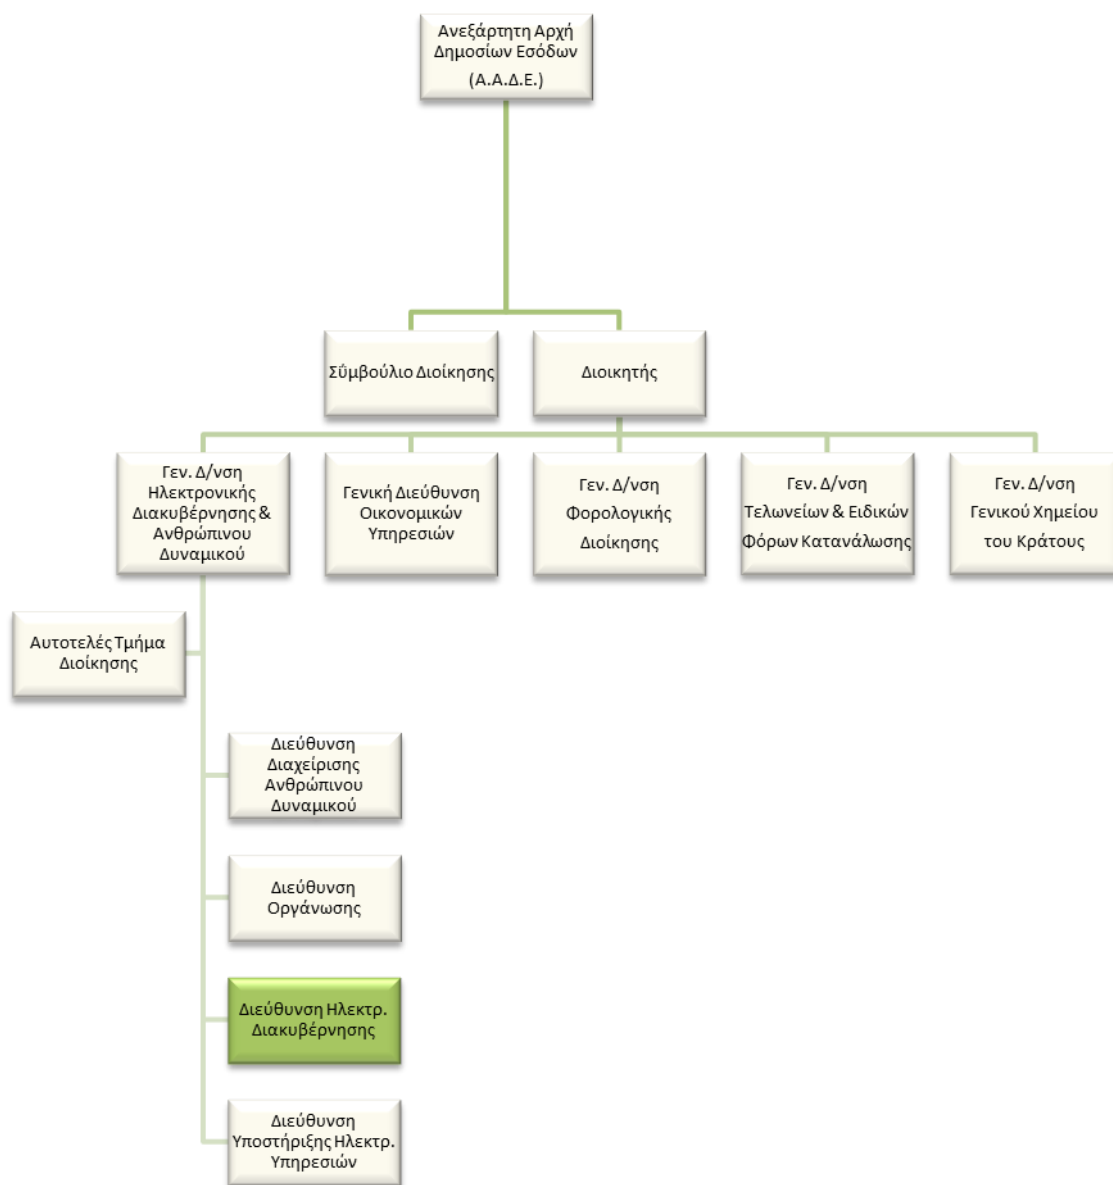 Ανεξάρτητη Αρχή
Δημοσίων Εσόδων
(Α.Α.Δ.Ε.)
Σΰμβούλιο Διοίκησης
Διοικητής
Γεν. Δ/νση
Ηλεκτρονικής
Διακυβέρνησης &
Ανθρώπινου
Δυναμικού
Γενική Διεύθυνση
Οικονομικών
Υπηρεσιών
Γεν. Δ/νση
Φορολογικής
Διοίκησης
Γεν. Δ/νση
Τελωνείων & Ειδικών
Φόρων Κατανάλωσης
Γεν. Δ/νση
Γενικού Χημείου
του Κράτους
Αυτοτελές Τμήμα
Διοίκησης
Διεύθυνση
Διαχείρισης
Ανθρώπινου
Δυναμικού
Διεύθυνση
Οργάνωσης
Διεύθυνση Ηλεκτρ.
Διακυβέρνησης
Διεύθυνση
Υποστήριξης Ηλεκτρ.
Υπηρεσιών